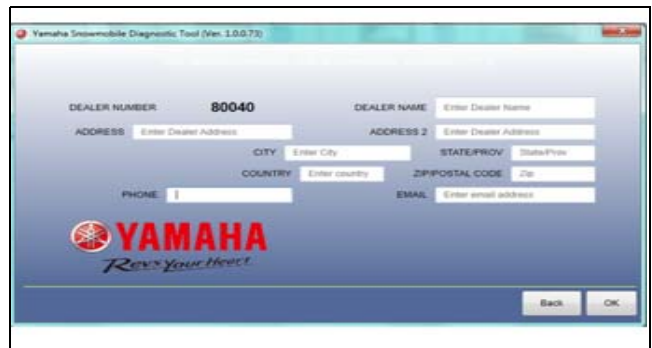 Yamaha Snowmobile Diagnostic Tool (Ver. 1.0.0.73)
DEALER NUMBER 80040 DEALER NAME Enter Dealer Name
ADDRESS Enter Dealer Address ADDRESS 2 Enter Dealer Address
CITY Enter City STATE/PROV State/Prov
COUNTRY Enter country ZIP/POSTAL CODE Zip
PHONE EMAIL Enter email address
YAMAHA
Revs Your Heart
Back OK